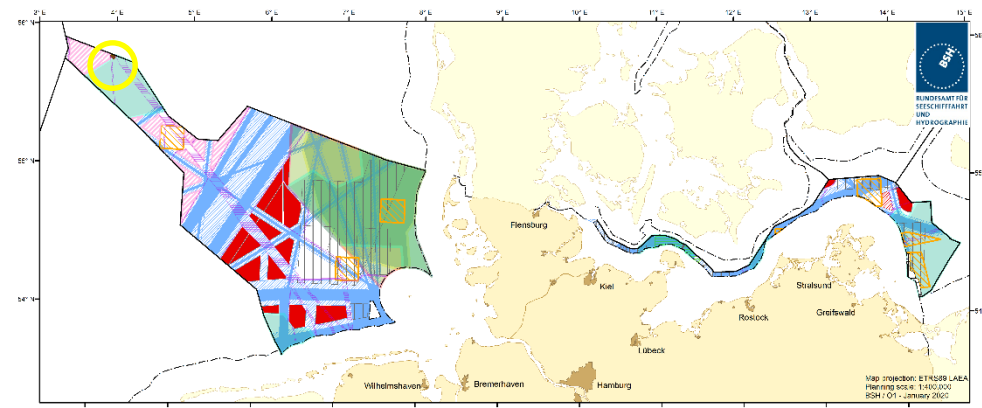 3° E 4° E 5° E 6° E 7° E 8° E 9° E 10° E 11° E 12° E 13° E 14° E 15° E
56° N
BSH
BUNDESAMT FÜR
SEESCHIFFFAHRT
UND
HYDROGRAPHIE
55° N
Flensburg
Kiel
Stralsund
54° N
Rostock
Greifswald
Lübeck
Map projection: ETRS89 LAEA
Planning scale: 1:400,000
BSH / O1 - January 2020
Wilhelmshaven
Bremerhaven
Hamburg